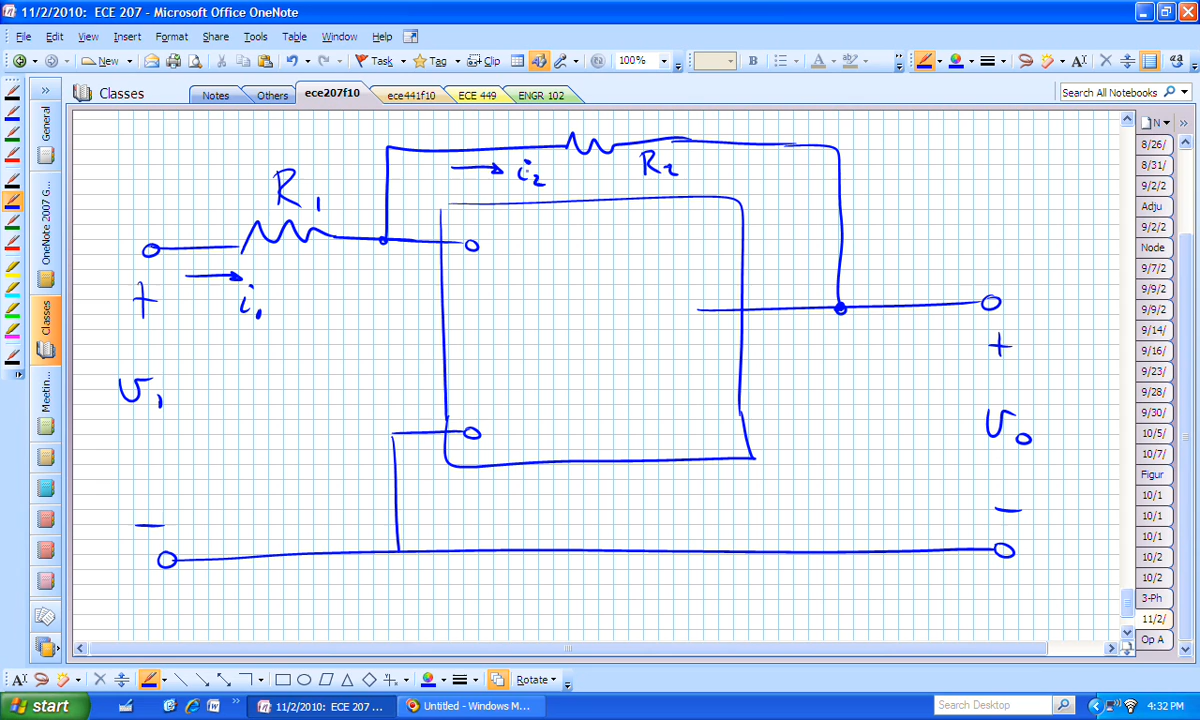 11/2/2010: ECE 207 - Microsoft Office OneNote
File Edit View Insert Format Share Tools Table Window Help
Back New Task Tag Clip 100% B A ab
Classes Notes Others ece207f10 ece441f10 ECE 449 ENGR 102 Search All Notebooks
General
OneNote 2007 G...
Classes
Meetin...
R1
i2
R2
i1
+
v1
−
+
vo
−
N
8/26/
8/31/
9/2/2
Adju
9/2/2
Node
9/7/2
9/9/2
9/9/2
9/14/
9/16/
9/23/
9/28/
9/30/
10/5/
10/7/
Figur
10/1
10/1
10/1
10/2
10/2
3-Ph
11/2/
Op A
Rotate
start 11/2/2010: ECE 207 ... Untitled - Windows M... Search Desktop 4:32 PM